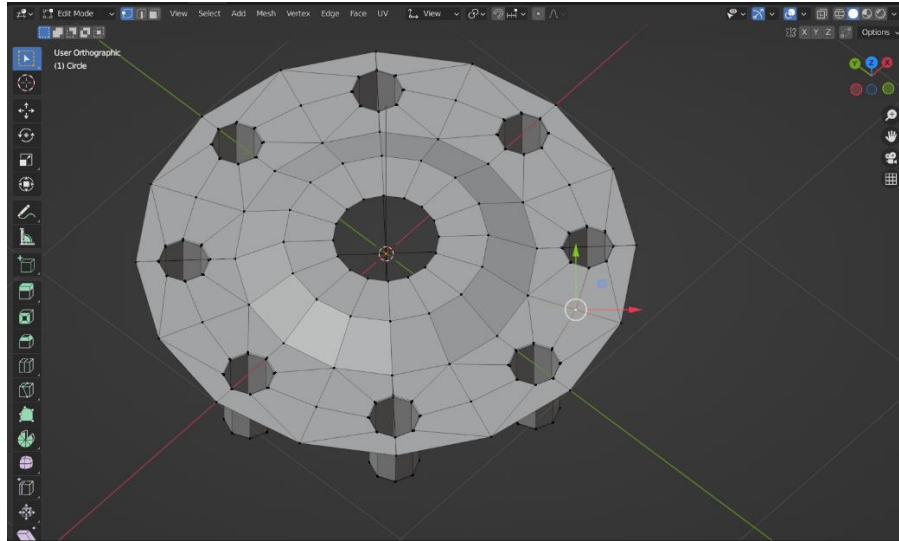 Edit Mode View Select Add Mesh Vertex Edge Face UV View
X Y Z Options
User Orthographic
(1) Circle
Y Z X